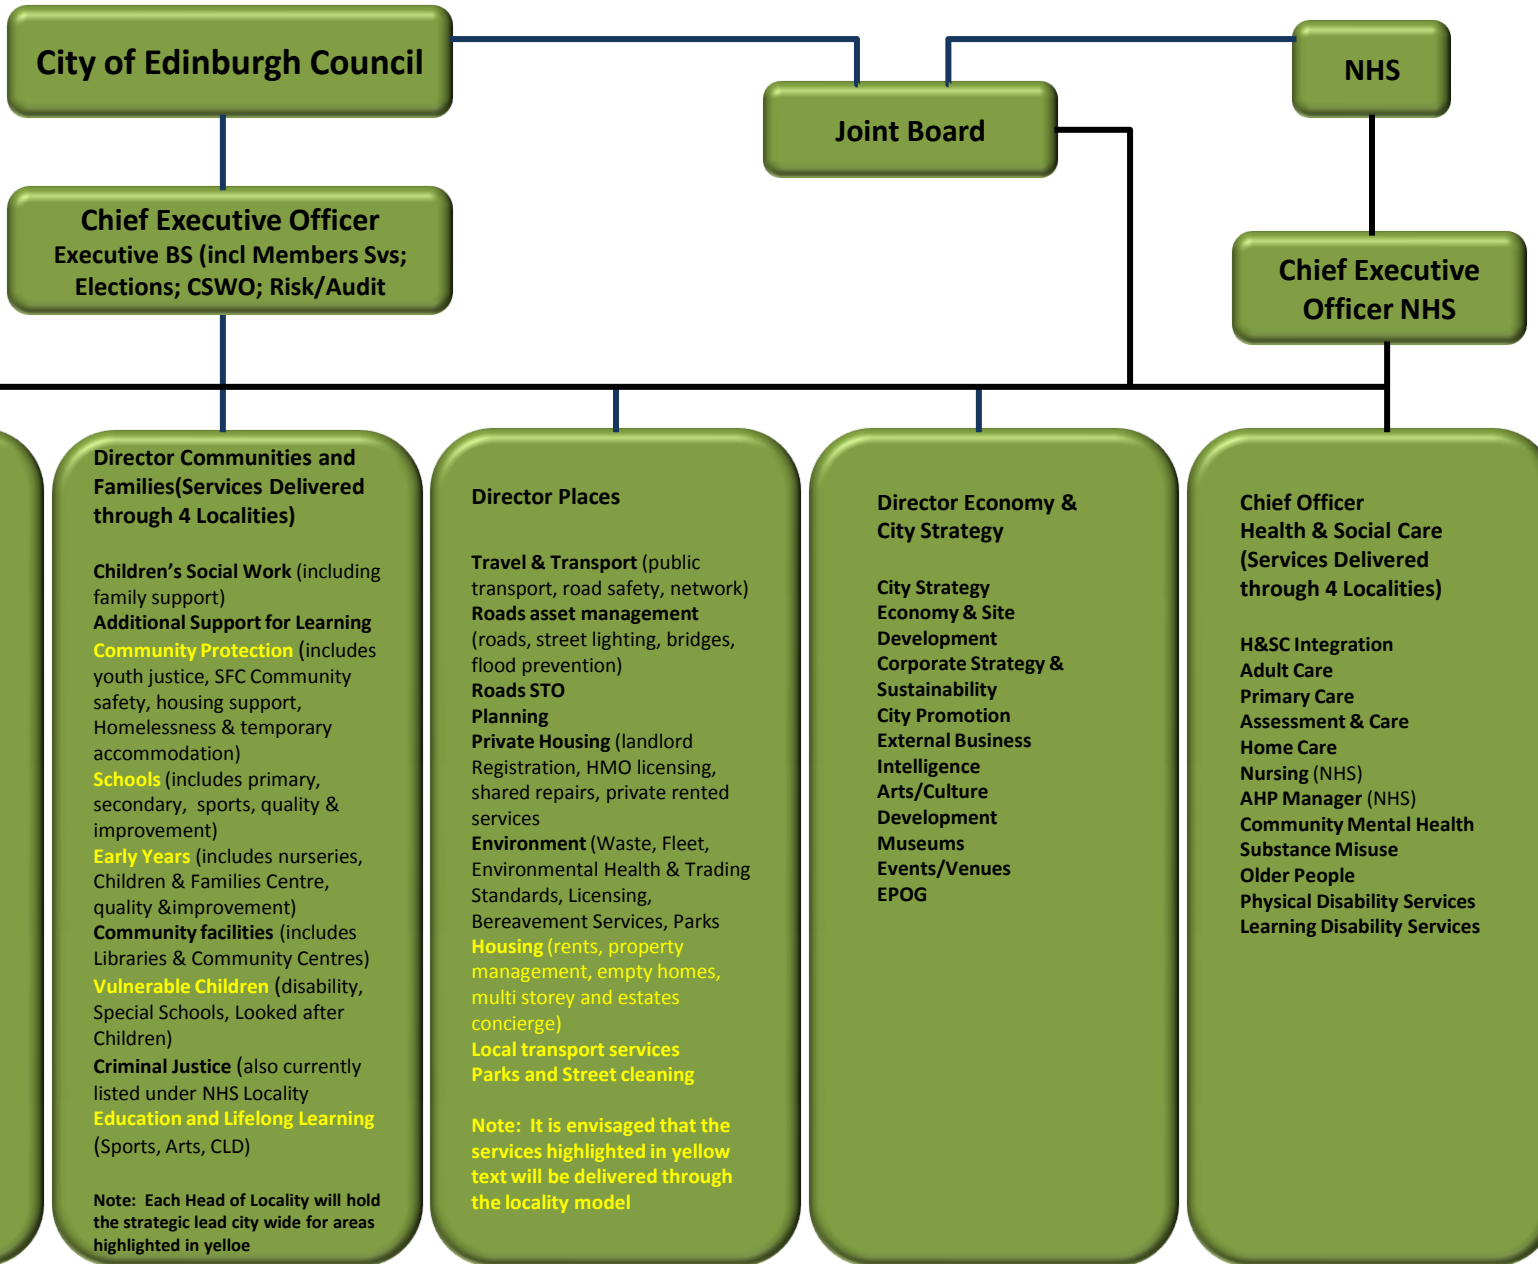 City of Edinburgh Council
NHS
Joint Board
Chief Executive Officer
Executive BS (incl Members Svs;
Elections; CSWO; Risk/Audit
Chief Executive
Officer NHS
Director Communities and
Families(Services Delivered
through 4 Localities)
Children’s Social Work (including
family support)
Additional Support for Learning
Community Protection (includes
youth justice, SFC Community
safety, housing support,
Homelessness & temporary
accommodation)
Schools (includes primary,
secondary, sports, quality &
improvement)
Early Years (includes nurseries,
Children & Families Centre,
quality &improvement)
Community facilities (includes
Libraries & Community Centres)
Vulnerable Children (disability,
Special Schools, Looked after
Children)
Criminal Justice (also currently
listed under NHS Locality
Education and Lifelong Learning
(Sports, Arts, CLD)
Note: Each Head of Locality will hold
the strategic lead city wide for areas
highlighted in yelloe
Director Places
Travel & Transport (public
transport, road safety, network)
Roads asset management
(roads, street lighting, bridges,
flood prevention)
Roads STO
Planning
Private Housing (landlord
Registration, HMO licensing,
shared repairs, private rented
services
Environment (Waste, Fleet,
Environmental Health & Trading
Standards, Licensing,
Bereavement Services, Parks
Housing (rents, property
management, empty homes,
multi storey and estates
concierge)
Local transport services
Parks and Street cleaning
Note: It is envisaged that the
services highlighted in yellow
text will be delivered through
the locality model
Director Economy &
City Strategy
City Strategy
Economy & Site
Development
Corporate Strategy &
Sustainability
City Promotion
External Business
Intelligence
Arts/Culture
Development
Museums
Events/Venues
EPOG
Chief Officer
Health & Social Care
(Services Delivered
through 4 Localities)
H&SC Integration
Adult Care
Primary Care
Assessment & Care
Home Care
Nursing (NHS)
AHP Manager (NHS)
Community Mental Health
Substance Misuse
Older People
Physical Disability Services
Learning Disability Services